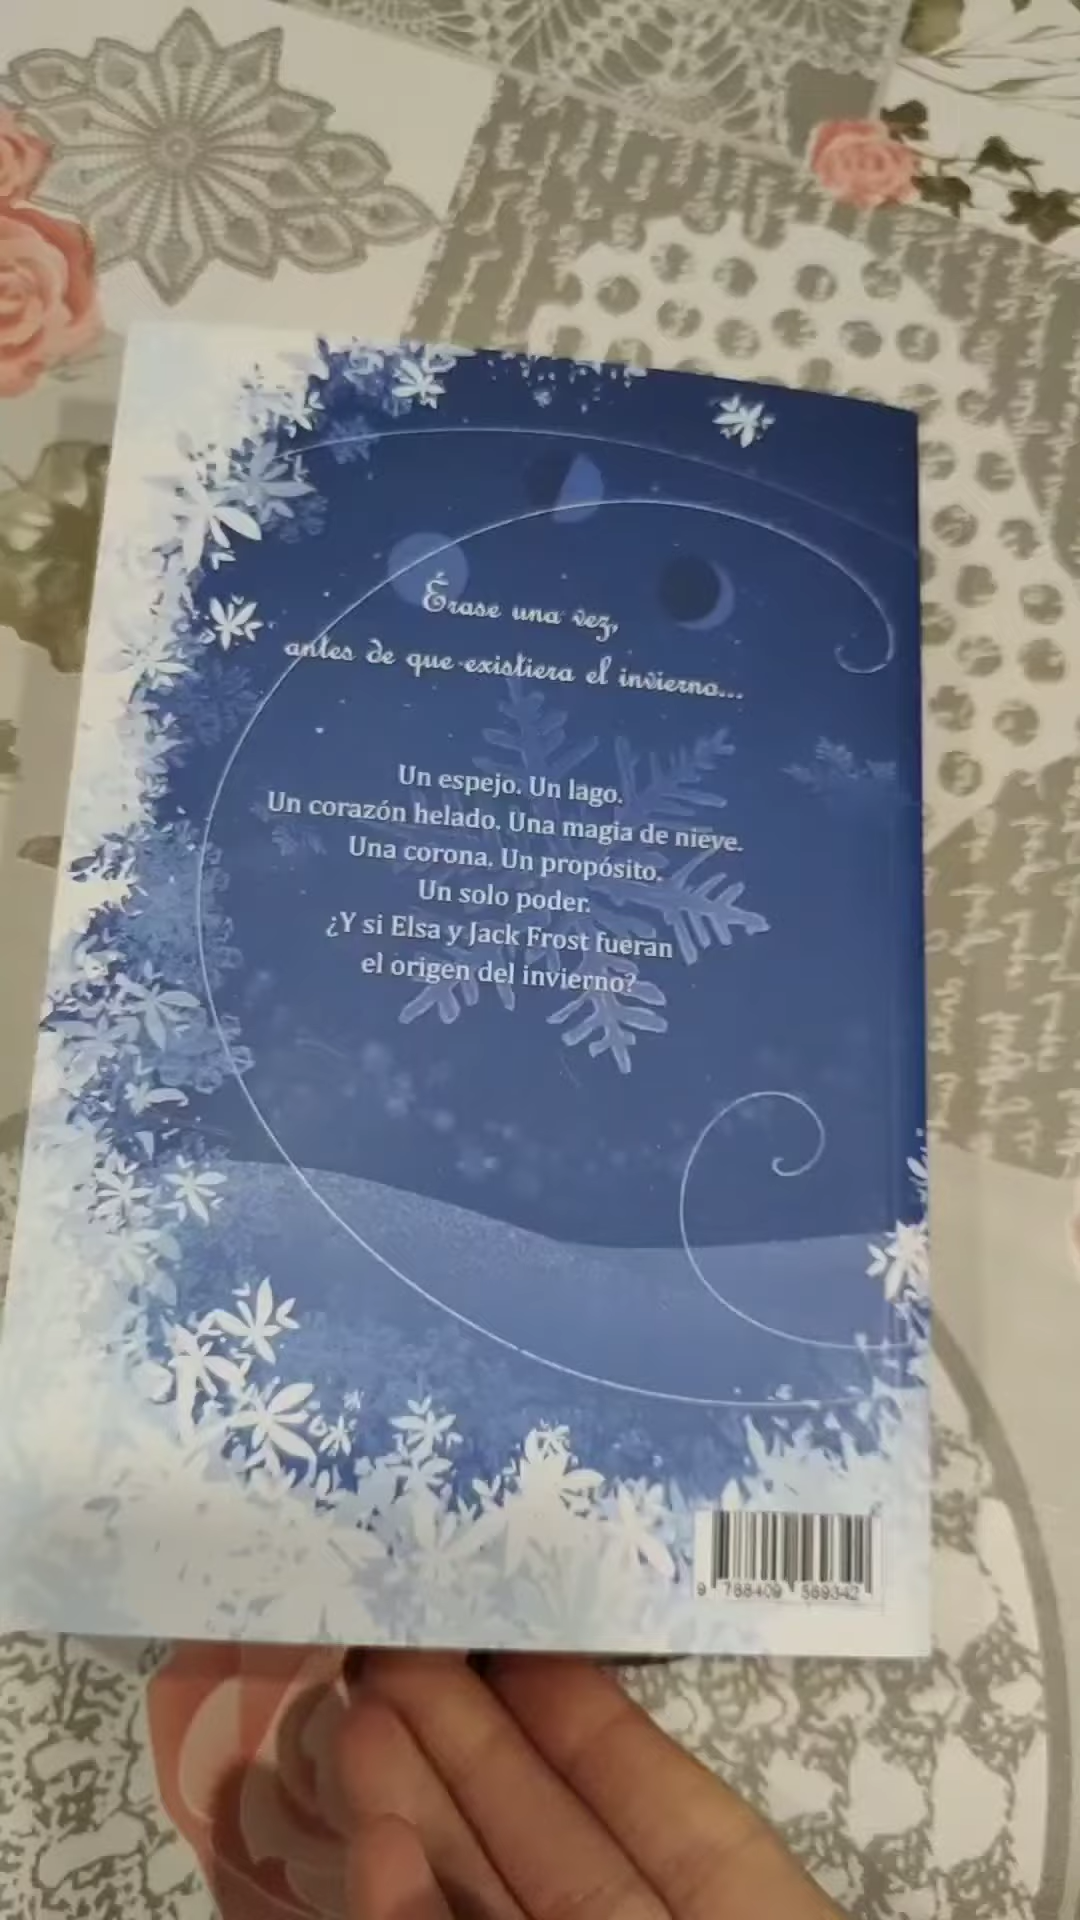 Érase una vez,
antes de que existiera el invierno...
Un espejo. Un lago.
Un corazón helado. Una magia de nieve.
Una corona. Un propósito.
Un solo poder.
¿Y si Elsa y Jack Frost fueran
el origen del invierno?
9 788409 569342